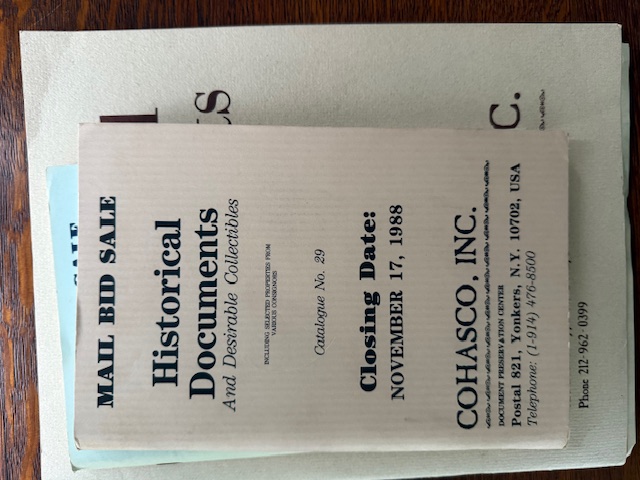 MAIL BID SALE
Historical
Documents
And Desirable Collectibles
INCLUDING SELECTED PROPERTIES FROM
VARIOUS CONSIGNORS
Catalogue No. 29
Closing Date:
NOVEMBER 17, 1988
COHASCO, INC.
DOCUMENT PRESERVATION CENTER
Postal 821, Yonkers, N.Y. 10702, USA
Telephone: (1-914) 476-8500
SALE
C.
Phone 212-962-0399